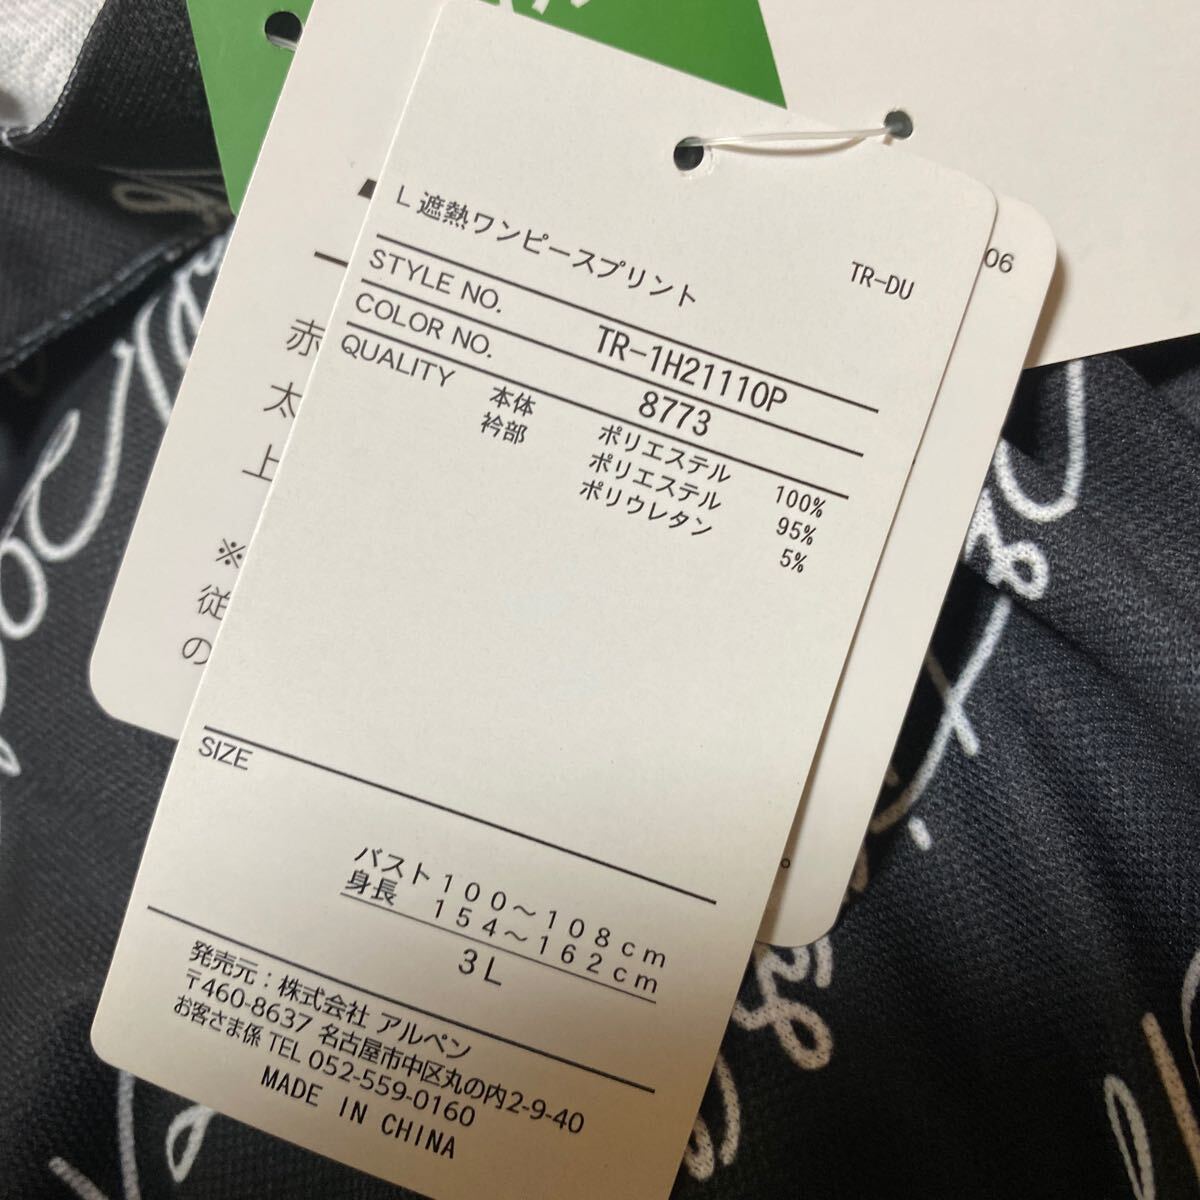 L 遮熱ワンピースプリント
TR-DU
STYLE NO. TR-1H21110P
COLOR NO. 8773
QUALITY 本体 ポリエステル 100%
衿部 ポリエステル 95%
ポリウレタン 5%
SIZE
バスト100～108cm
身長 154～162cm
3L
発売元：株式会社 アルペン
〒460-8637 名古屋市中区丸の内2-9-40
お客さま係 TEL 052-559-0160
MADE IN CHINA
06
赤
太
上
※
従
の